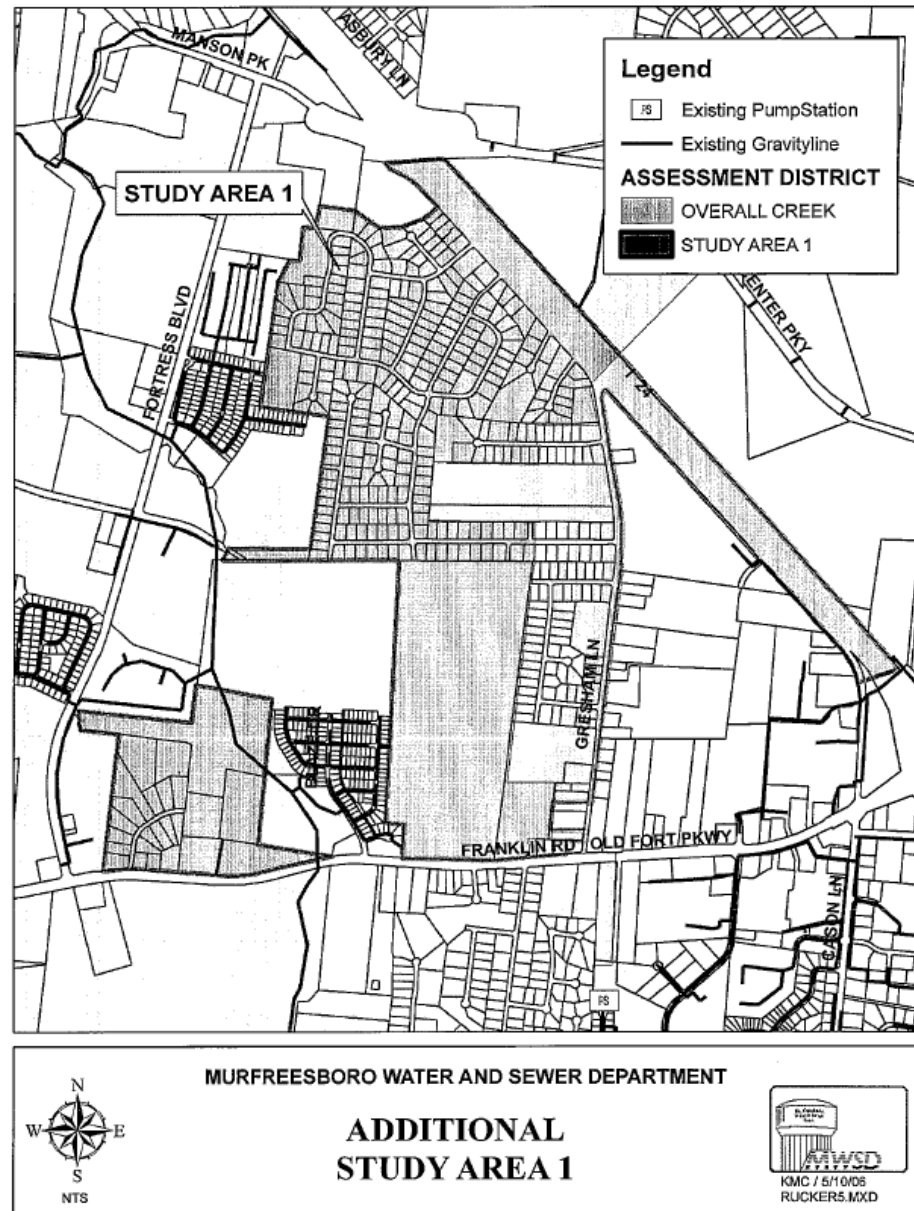 MANSON PK
ASBURY LN
Legend
PS Existing PumpStation
Existing Gravityline
ASSESSMENT DISTRICT
OVERALL CREEK
STUDY AREA 1
STUDY AREA 1
FORTRESS BLVD
ENTER PKY
I 24
GRESHAM LN
FRANKLIN RD OLD FORT PKWY
CASON LN
PS
MURFREESBORO WATER AND SEWER DEPARTMENT
N
W E
S
NTS
ADDITIONAL
STUDY AREA 1
MWSD
KMC / 5/10/06
RUCKER5.MXD